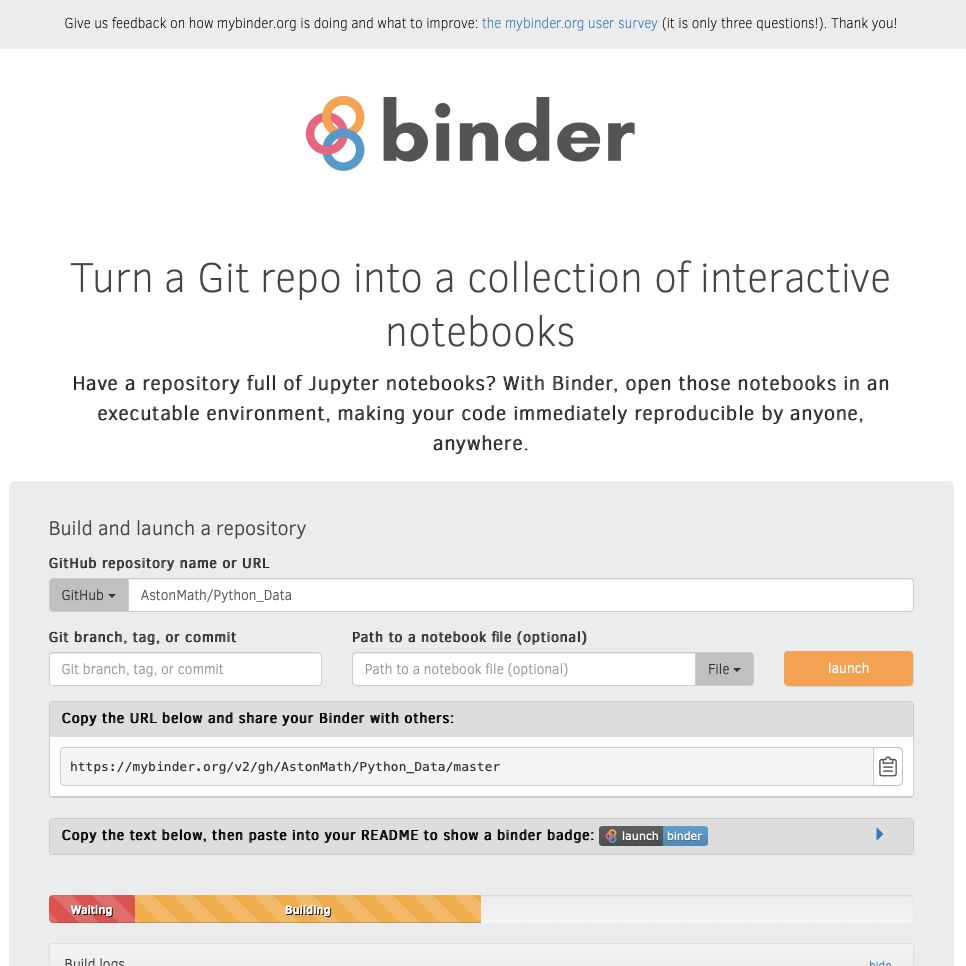 Give us feedback on how mybinder.org is doing and what to improve: the mybinder.org user survey (it is only three questions!). Thank you!
binder
Turn a Git repo into a collection of interactive
notebooks
Have a repository full of Jupyter notebooks? With Binder, open those notebooks in an
executable environment, making your code immediately reproducible by anyone,
anywhere.
Build and launch a repository
GitHub repository name or URL
GitHub AstonMath/Python_Data
Git branch, tag, or commit Path to a notebook file (optional)
Git branch, tag, or commit Path to a notebook file (optional) File launch
Copy the URL below and share your Binder with others:
https://mybinder.org/v2/gh/AstonMath/Python_Data/master
Copy the text below, then paste into your README to show a binder badge: launch binder
Waiting Building
Build logs hide